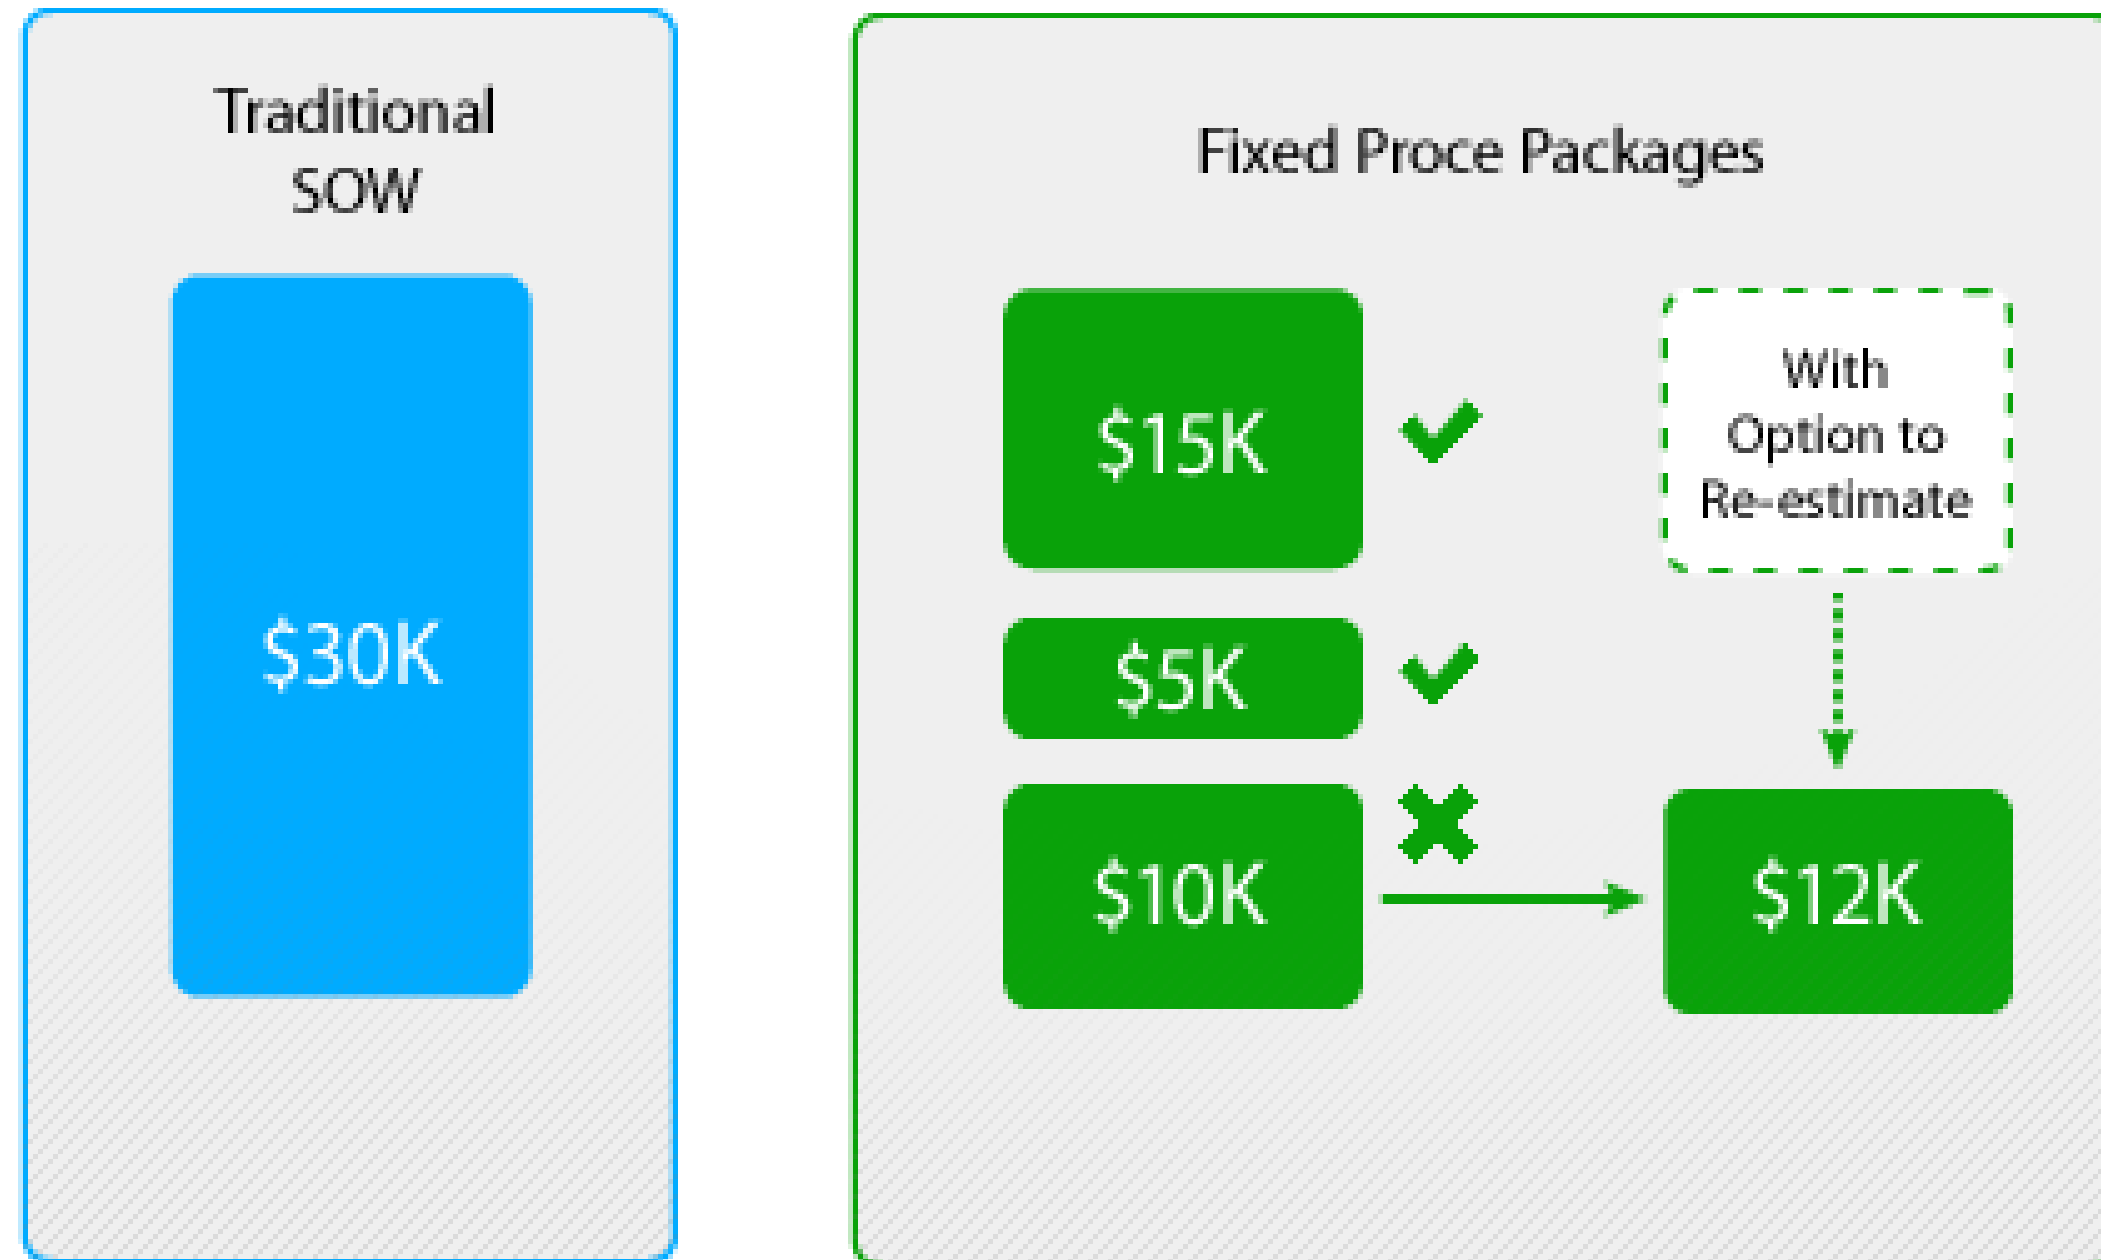 Traditional
SOW
$30K
Fixed Proce Packages
$15K
$5K
$10K
With
Option to
Re-estimate
$12K